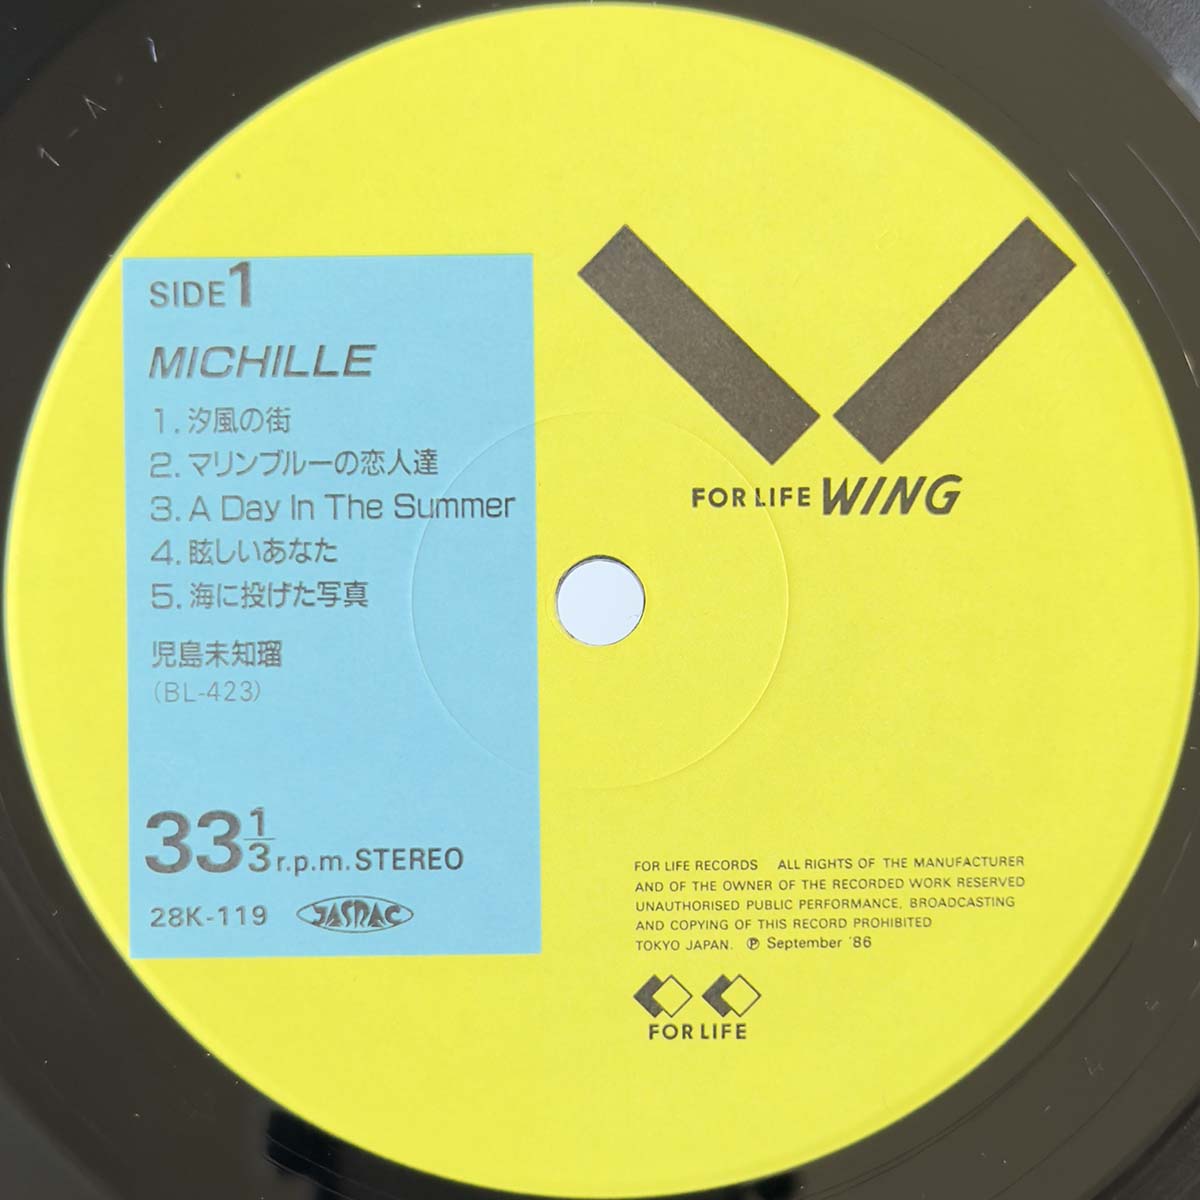 SIDE 1
MICHILLE
1. 汐風の街
2. マリンブルーの恋人達
3. A Day In The Summer
4. 眩しいあなた
5. 海に投げた写真
児島未知瑠
(BL-423)
33 1/3 r.p.m. STEREO
28K-119 JASRAC
FOR LIFE WING
FOR LIFE RECORDS ALL RIGHTS OF THE MANUFACTURER
AND OF THE OWNER OF THE RECORDED WORK RESERVED
UNAUTHORISED PUBLIC PERFORMANCE, BROADCASTING
AND COPYING OF THIS RECORD PROHIBITED
TOKYO JAPAN. ℗ September '86
FOR LIFE